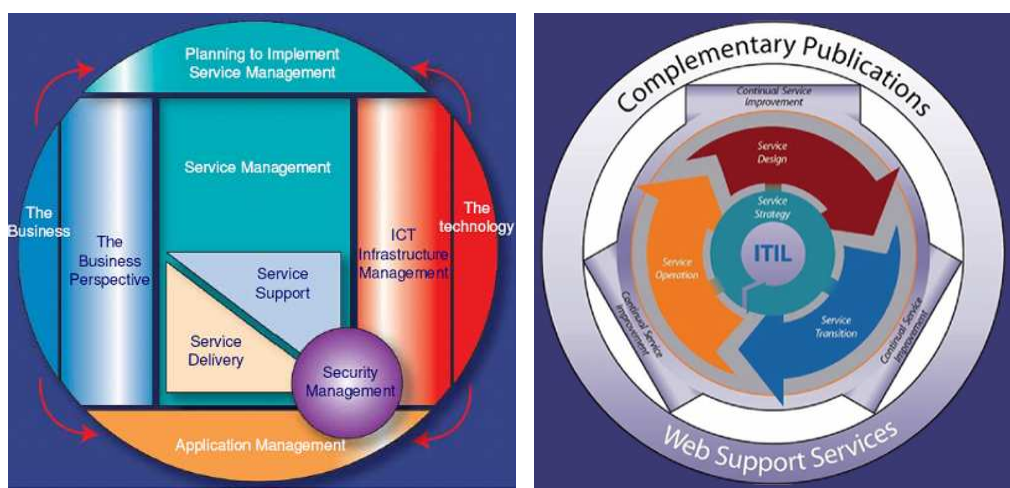 Planning to Implement
Service Management
Service Management
The
Business
The
Business
Perspective
ICT
Infrastructure
Management
The
technology
Service
Support
Service
Delivery
Security
Management
Application Management
Complementary Publications
Continual Service
Improvement
Service
Design
Service
Strategy
ITIL
Service
Operation
Service
Transition
Continual Service
Improvement
Continual Service
Improvement
Web Support Services